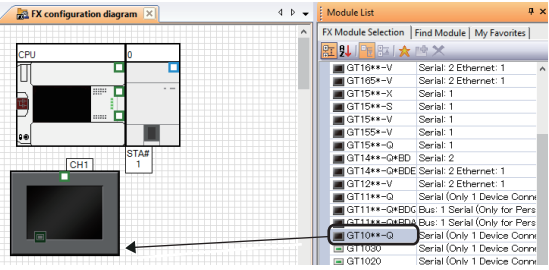 FX configuration diagram
Module List
FX Module Selection Find Module My Favorites
CPU
0
STA#
1
CH1
GT16**-V Serial: 2 Ethernet: 1
GT165*-V Serial: 2 Ethernet: 1
GT15**-X Serial: 1
GT15**-S Serial: 1
GT15**-V Serial: 1
GT155*-V Serial: 1
GT15**-Q Serial: 1
GT14**-Q*BD Serial: 2
GT14**-Q*BDE Serial: 2 Ethernet: 1
GT12**-V Serial: 2 Ethernet: 1
GT11**-Q Serial (Only 1 Device Conne
GT11**-Q*BDQ Bus: 1 Serial (Only for Pers
GT11**-Q*BDA Bus: 1 Serial (Only for Pers
GT10**-Q Serial (Only 1 Device Conne
GT1030 Serial (Only 1 Device Conne
GT1020 Serial (Only 1 Device Conne